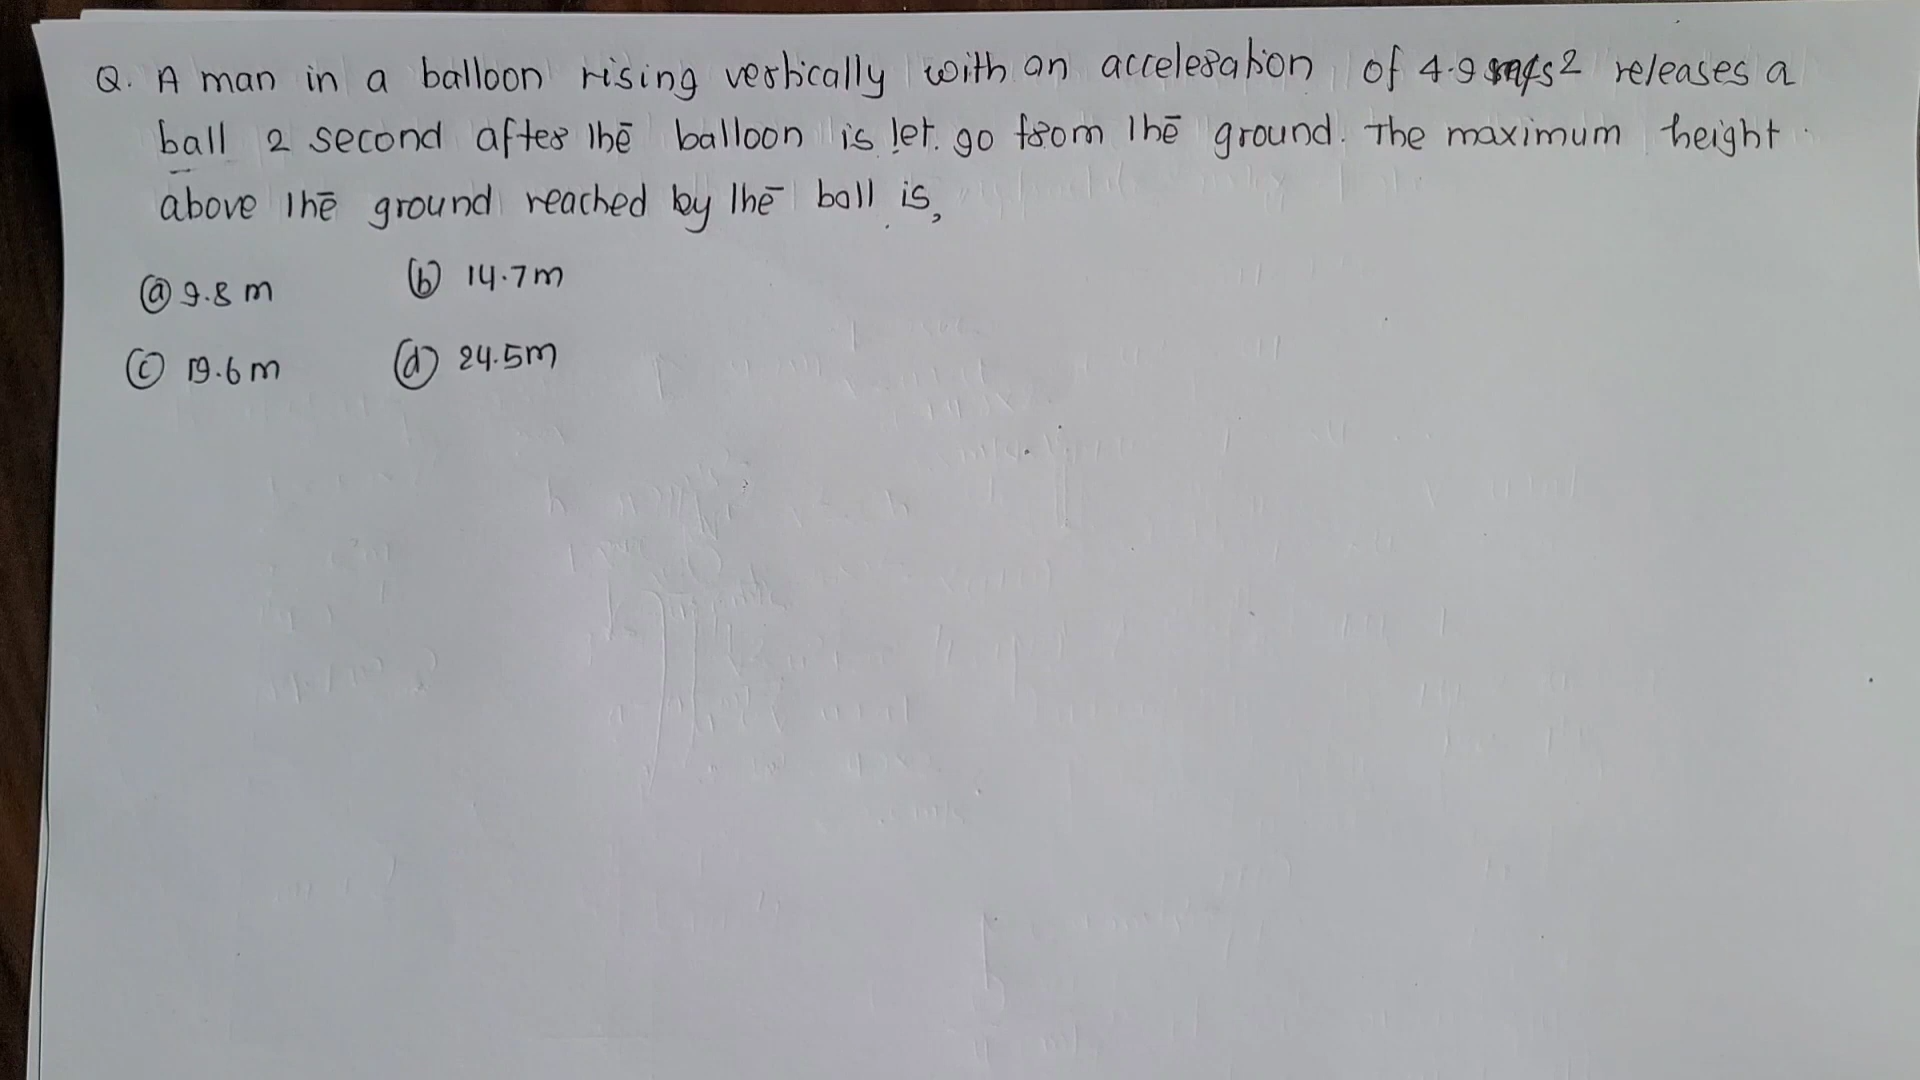 Q. A man in a balloon rising vertically with an acceleration of 4.9 m/s2 releases a
ball 2 second after the balloon is let go from the ground. The maximum height
above the ground reached by the ball is,
(a) 9.8 m (b) 14.7m
(c) 19.6 m (d) 24.5m